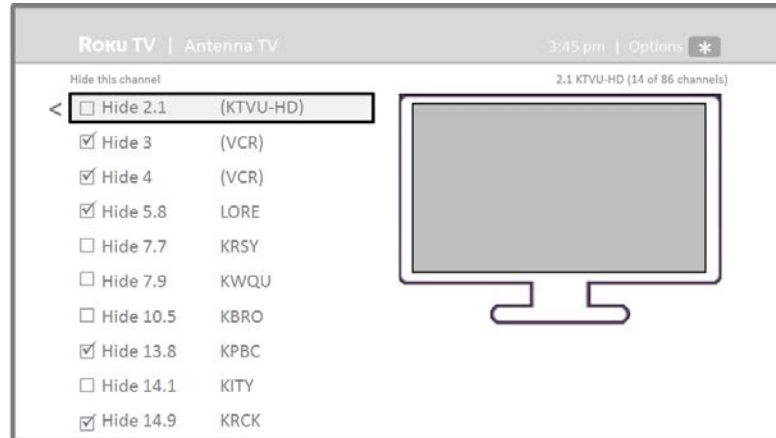 ROKU TV | Antenna TV 3:45 pm | Options *
Hide this channel 2.1 KTVU-HD (14 of 86 channels)
< Hide 2.1 (KTVU-HD)
Hide 3 (VCR)
Hide 4 (VCR)
Hide 5.8 LORE
Hide 7.7 KRSY
Hide 7.9 KWQU
Hide 10.5 KBRO
Hide 13.8 KPBC
Hide 14.1 KITY
Hide 14.9 KRCK